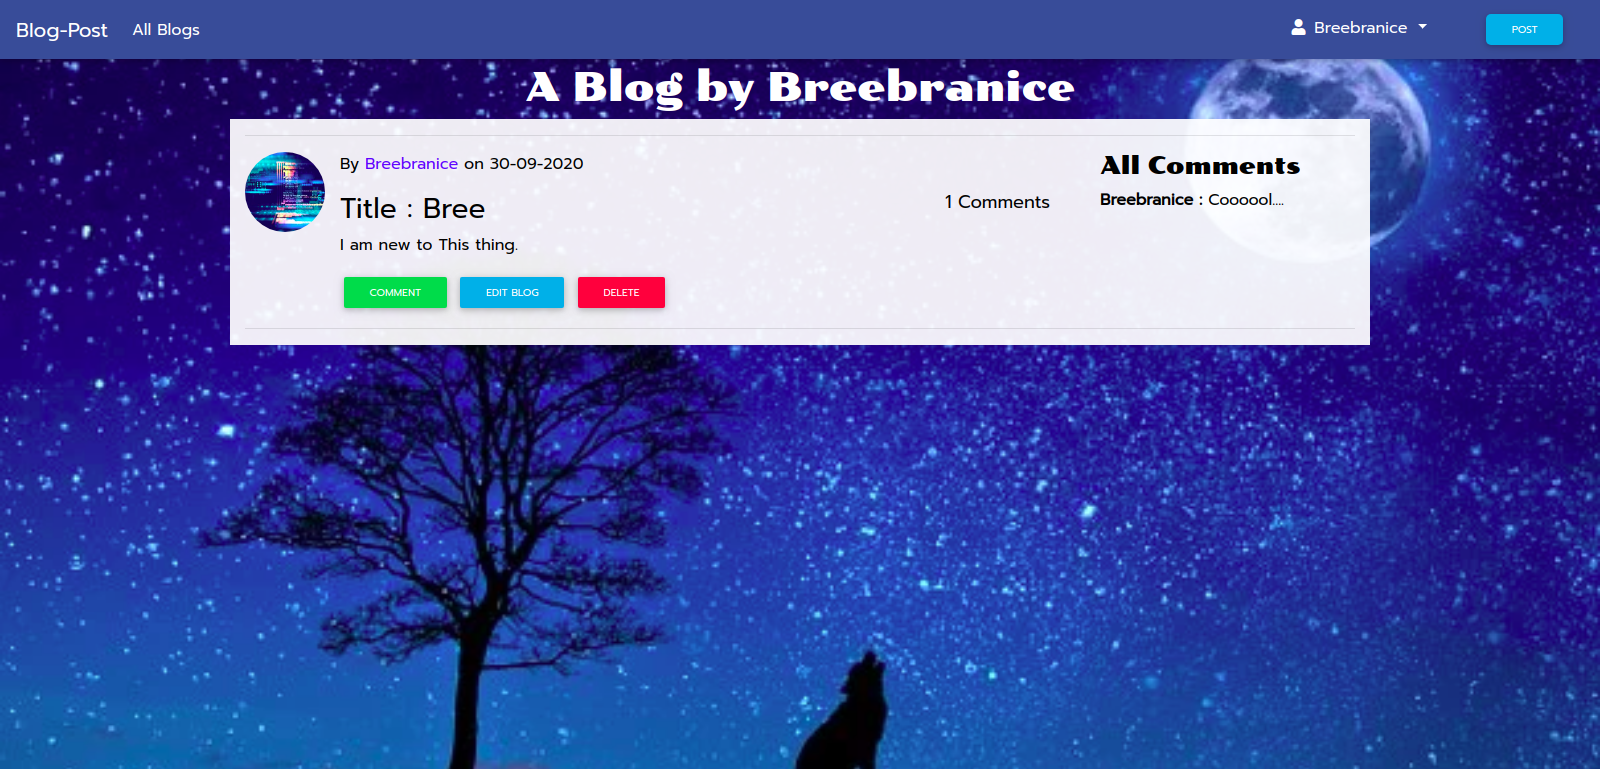 Blog-Post All Blogs Breebranice POST
A Blog by Breebranice
By Breebranice on 30-09-2020
Title : Bree
I am new to This thing.
COMMENT EDIT BLOG DELETE
1 Comments
All Comments
Breebranice : Coooool....